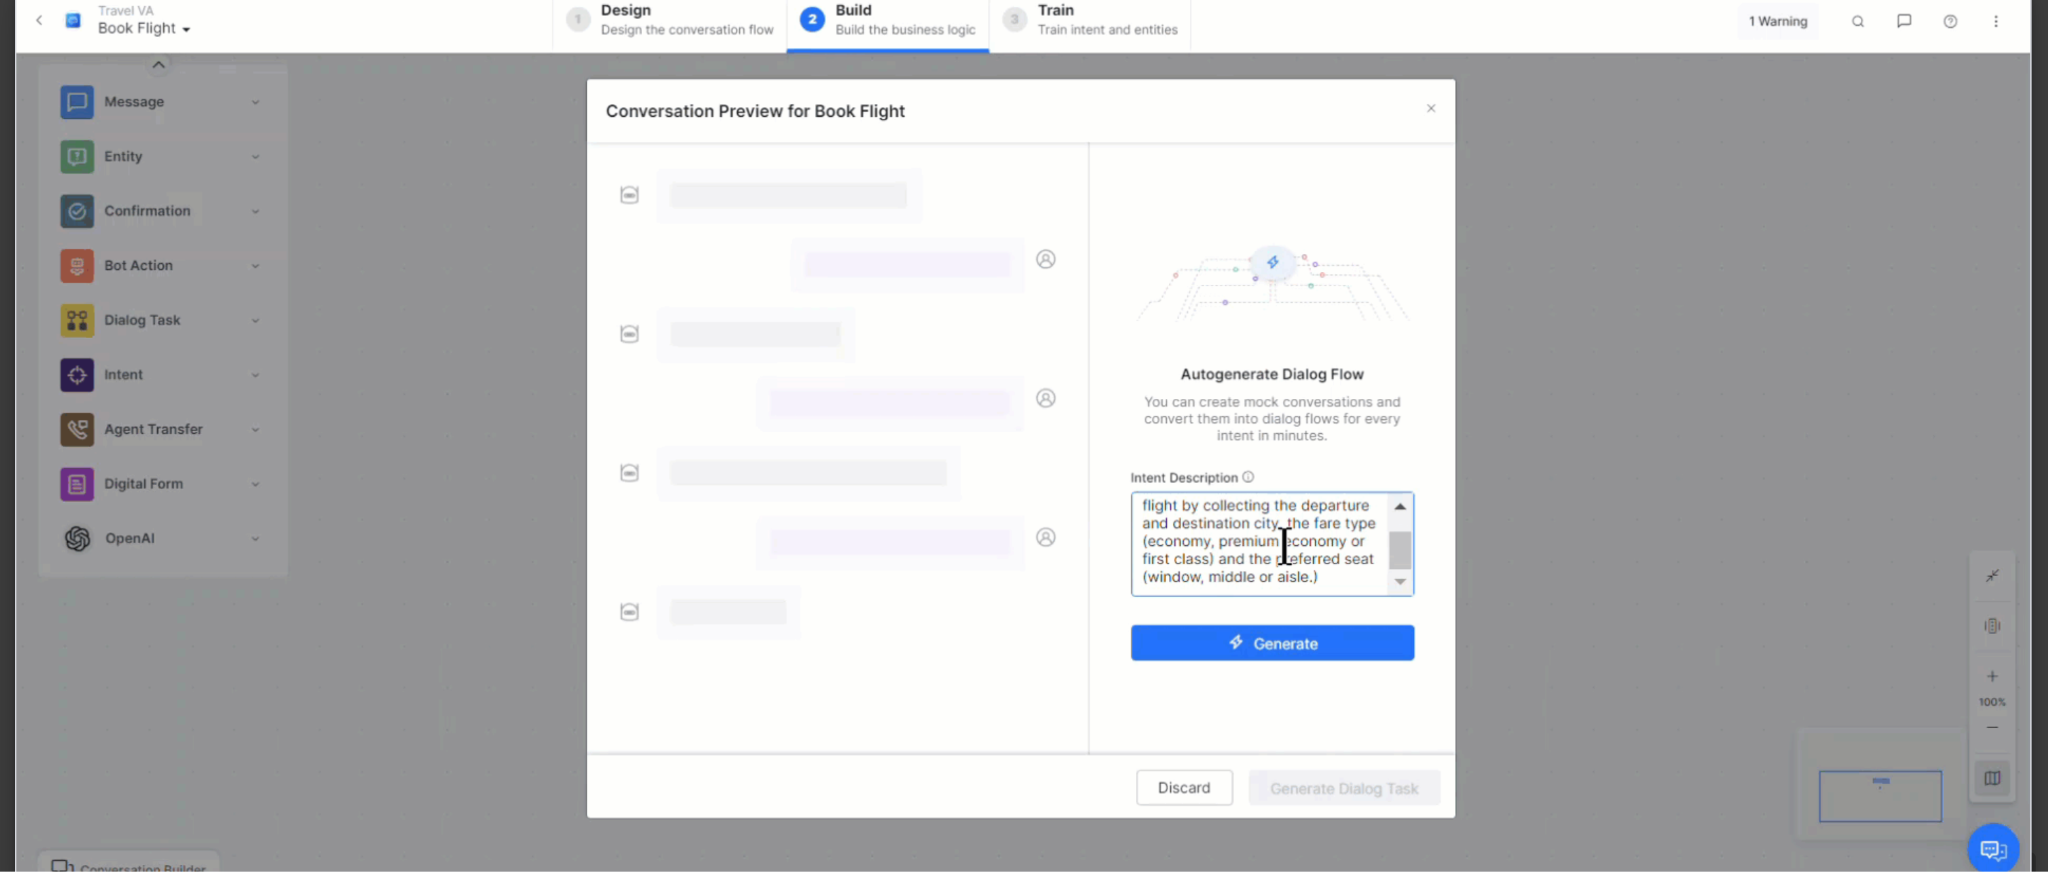 Travel VA
Book Flight
1
Design
Design the conversation flow
2
Build
Build the business logic
3
Train
Train intent and entities
1 Warning
Message
Entity
Confirmation
Bot Action
Dialog Task
Intent
Agent Transfer
Digital Form
OpenAI
Conversation Preview for Book Flight
Autogenerate Dialog Flow
You can create mock conversations and
convert them into dialog flows for every
intent in minutes.
Intent Description
flight by collecting the departure
and destination city, the fare type
(economy, premium economy or
first class) and the preferred seat
(window, middle or aisle.)
Generate
Discard
Generate Dialog Task
100%
Conversation Builder